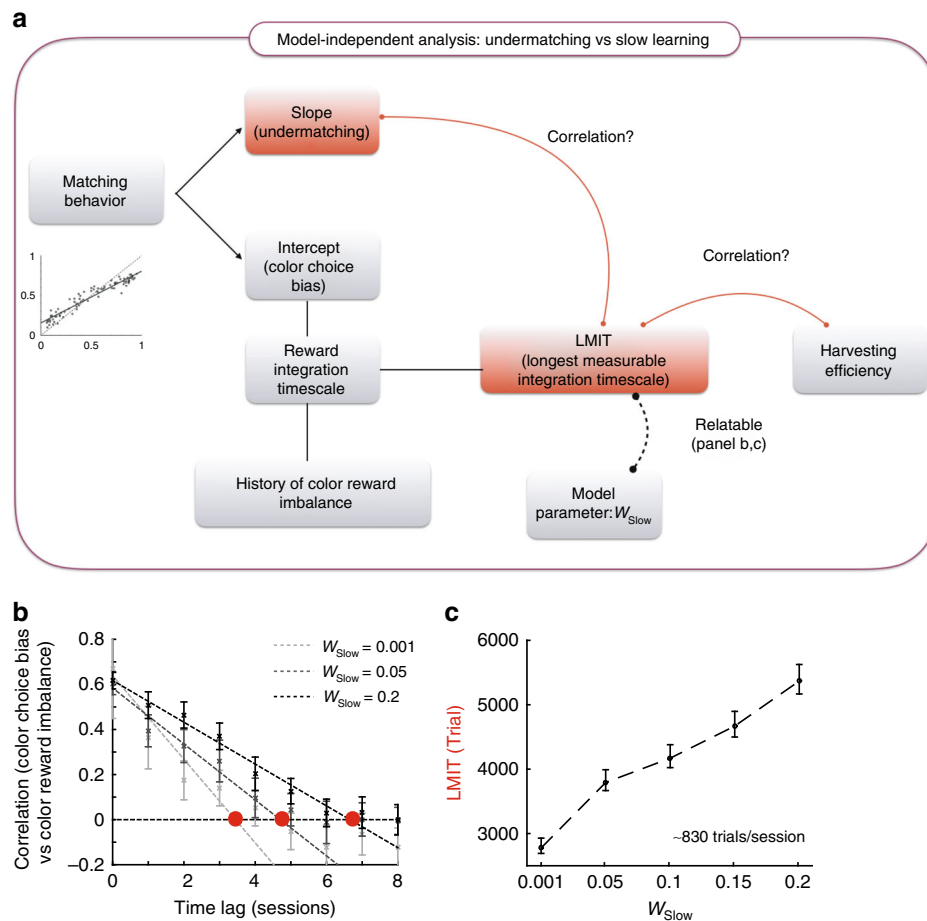 a
Model-independent analysis: undermatching vs slow learning
Slope
(undermatching)
Correlation?
Matching
behavior
Intercept
(color choice
bias)
Correlation?
1
0.5
0
0
0.5
1
Reward
integration
timescale
LMIT
(longest measurable
integration timescale)
Harvesting
efficiency
Relatable
(panel b,c)
History of color reward
imbalance
Model
parameter:WSlow
b
Correlation (color choice bias
vs color reward imbalance)
0.8
0.6
0.4
0.2
0
−0.2
WSlow = 0.001
WSlow = 0.05
WSlow = 0.2
0 2 4 6 8
Time lag (sessions)
c
LMIT (Trial)
6000
5000
4000
3000
~830 trials/session
0.001 0.05 0.1 0.15 0.2
WSlow